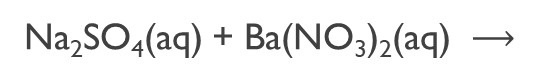 Na₂SO₄(aq) + Ba(NO₃)₂(aq) ⟶